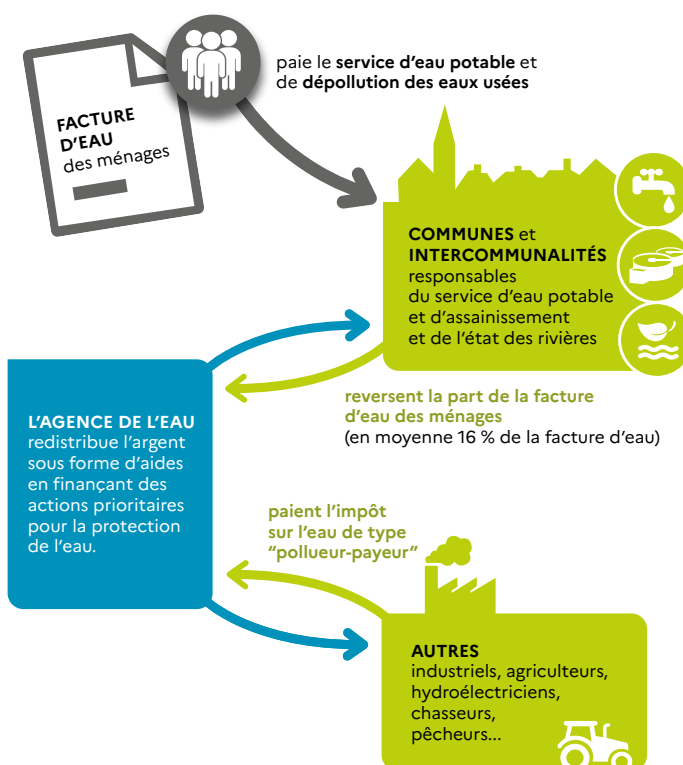 paie le service d'eau potable et
de dépollution des eaux usées
FACTURE
D'EAU
des ménages
COMMUNES et
INTERCOMMUNALITÉS
responsables
du service d'eau potable
et d'assainissement
et de l'état des rivières
reversent la part de la facture
d'eau des ménages
(en moyenne 16 % de la facture d'eau)
L'AGENCE DE L'EAU
redistribue l'argent
sous forme d'aides
en finançant des
actions prioritaires
pour la protection
de l'eau.
paient l'impôt
sur l'eau de type
"pollueur-payeur"
AUTRES
industriels, agriculteurs,
hydroélectriciens,
chasseurs,
pêcheurs...